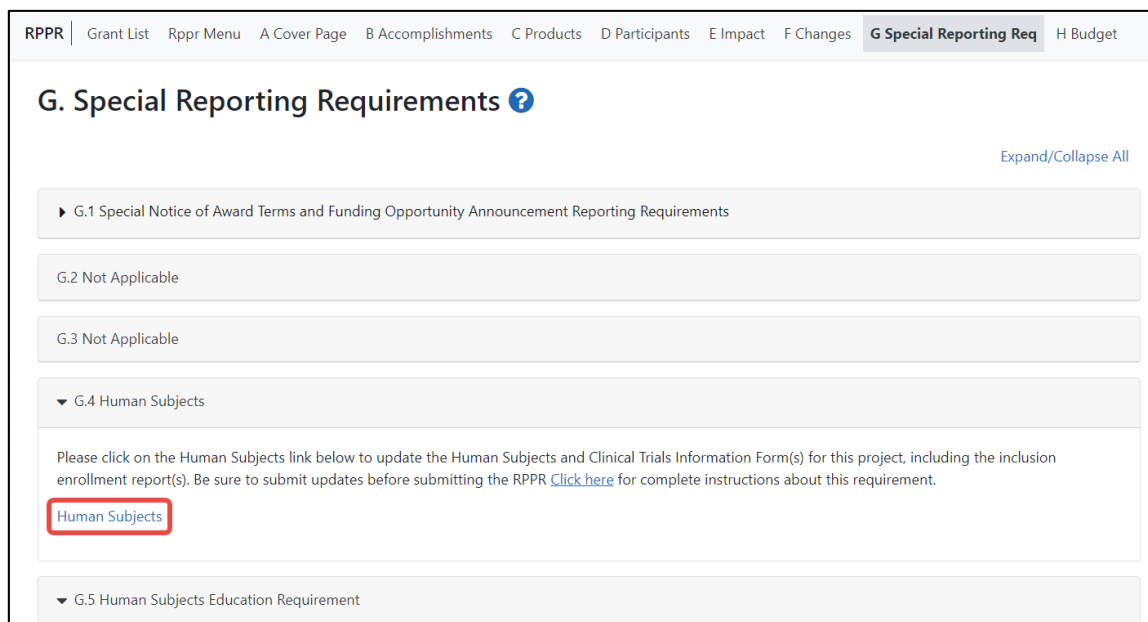 RPPR Grant List Rppr Menu A Cover Page B Accomplishments C Products D Participants E Impact F Changes G Special Reporting Req H Budget
G. Special Reporting Requirements ?
Expand/Collapse All
G.1 Special Notice of Award Terms and Funding Opportunity Announcement Reporting Requirements
G.2 Not Applicable
G.3 Not Applicable
G.4 Human Subjects
Please click on the Human Subjects link below to update the Human Subjects and Clinical Trials Information Form(s) for this project, including the inclusion
enrollment report(s). Be sure to submit updates before submitting the RPPR Click here for complete instructions about this requirement.
Human Subjects
G.5 Human Subjects Education Requirement